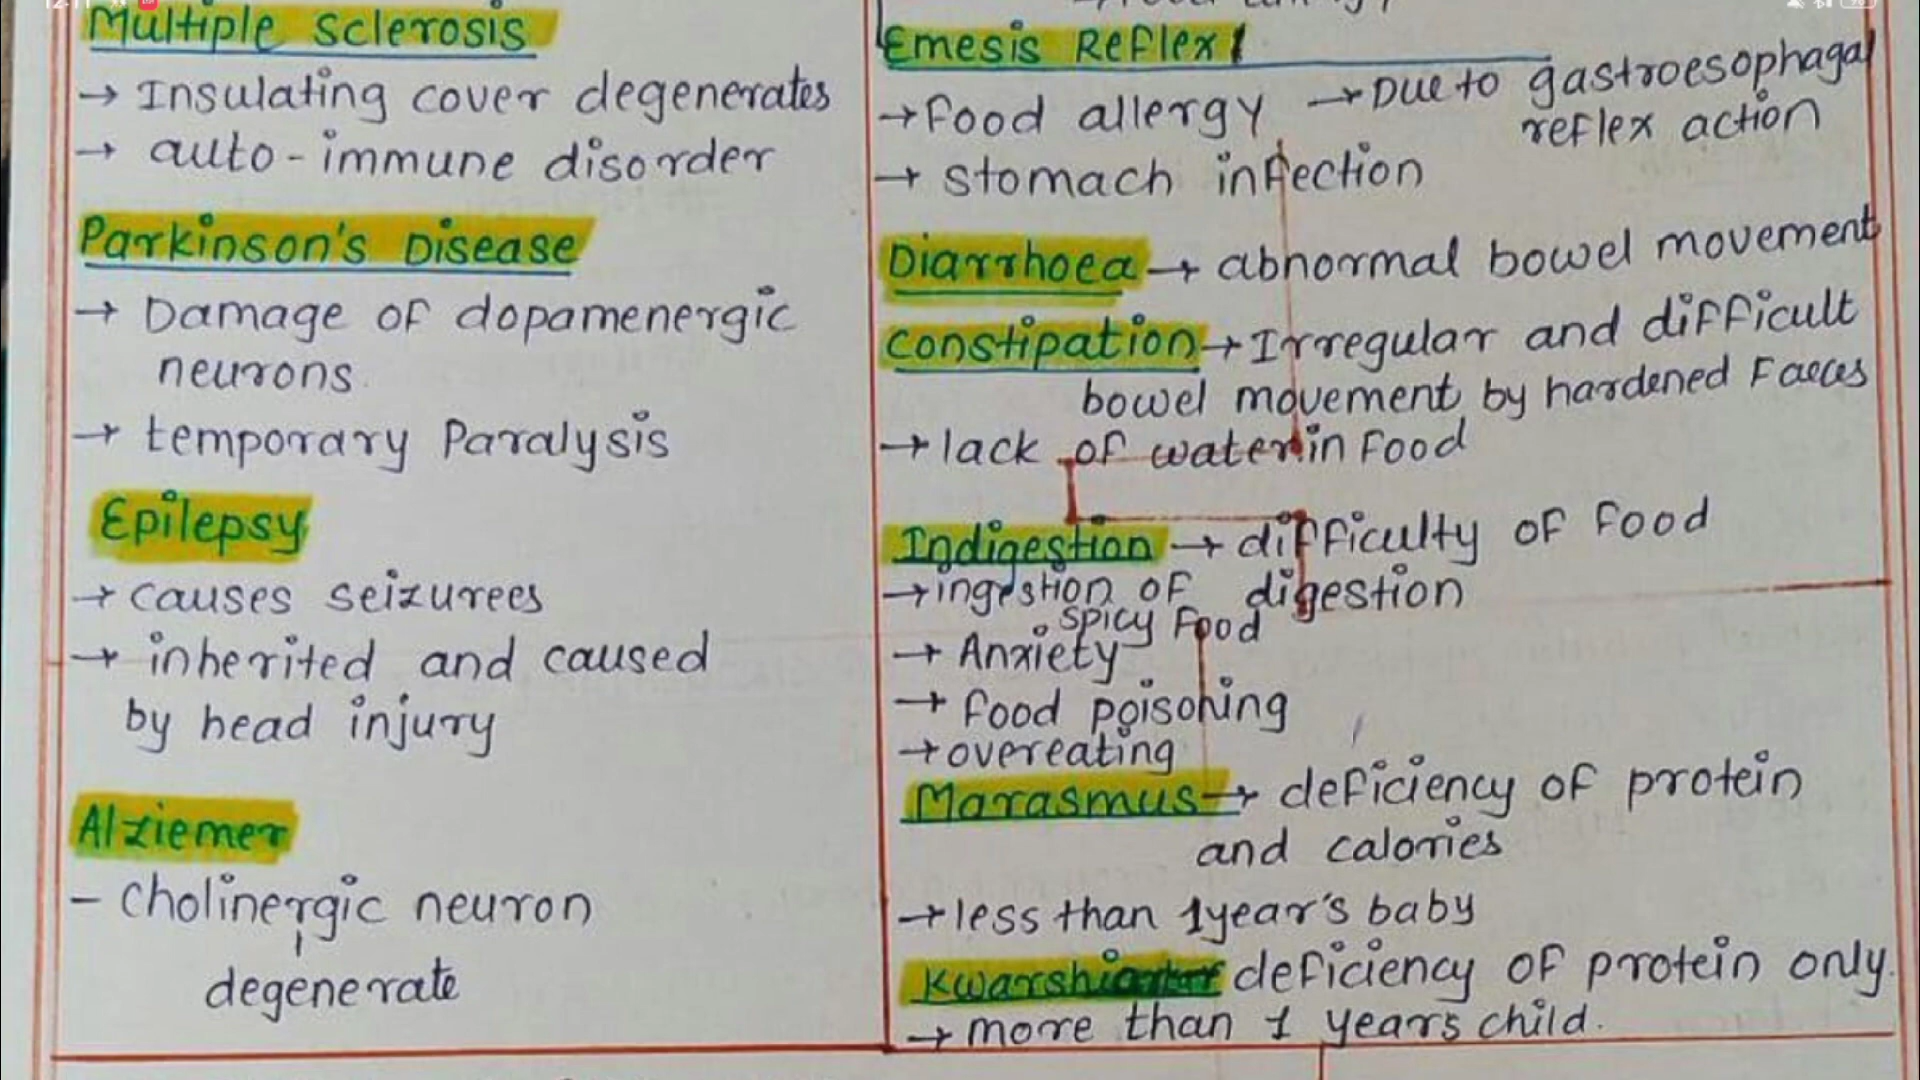 Multiple Sclerosis
→ Insulating cover degenerates
→ auto-immune disorder
Parkinson's Disease
→ Damage of dopamenergic
neurons
→ temporary Paralysis
Epilepsy
→ causes seizurees
→ inherited and caused
by head injury
Alziemer
- Cholinergic neuron
degenerate
Emesis Reflex
→ food allergy → Due to gastroesophagal
reflex action
→ stomach infection
Diarrhoea → abnormal bowel movement
constipation → Irregular and difficult
bowel movement by hardened Faeces
→ lack of water in food
Indigestion → difficulty of food
digestion
→ ingestion of
spicy food
→ Anxiety
→ food poisoning
→ overeating
Marasmus → deficiency of protein
and calories
→ less than 1 year's baby
deficiency of protein only.
→ more than 1 years child.